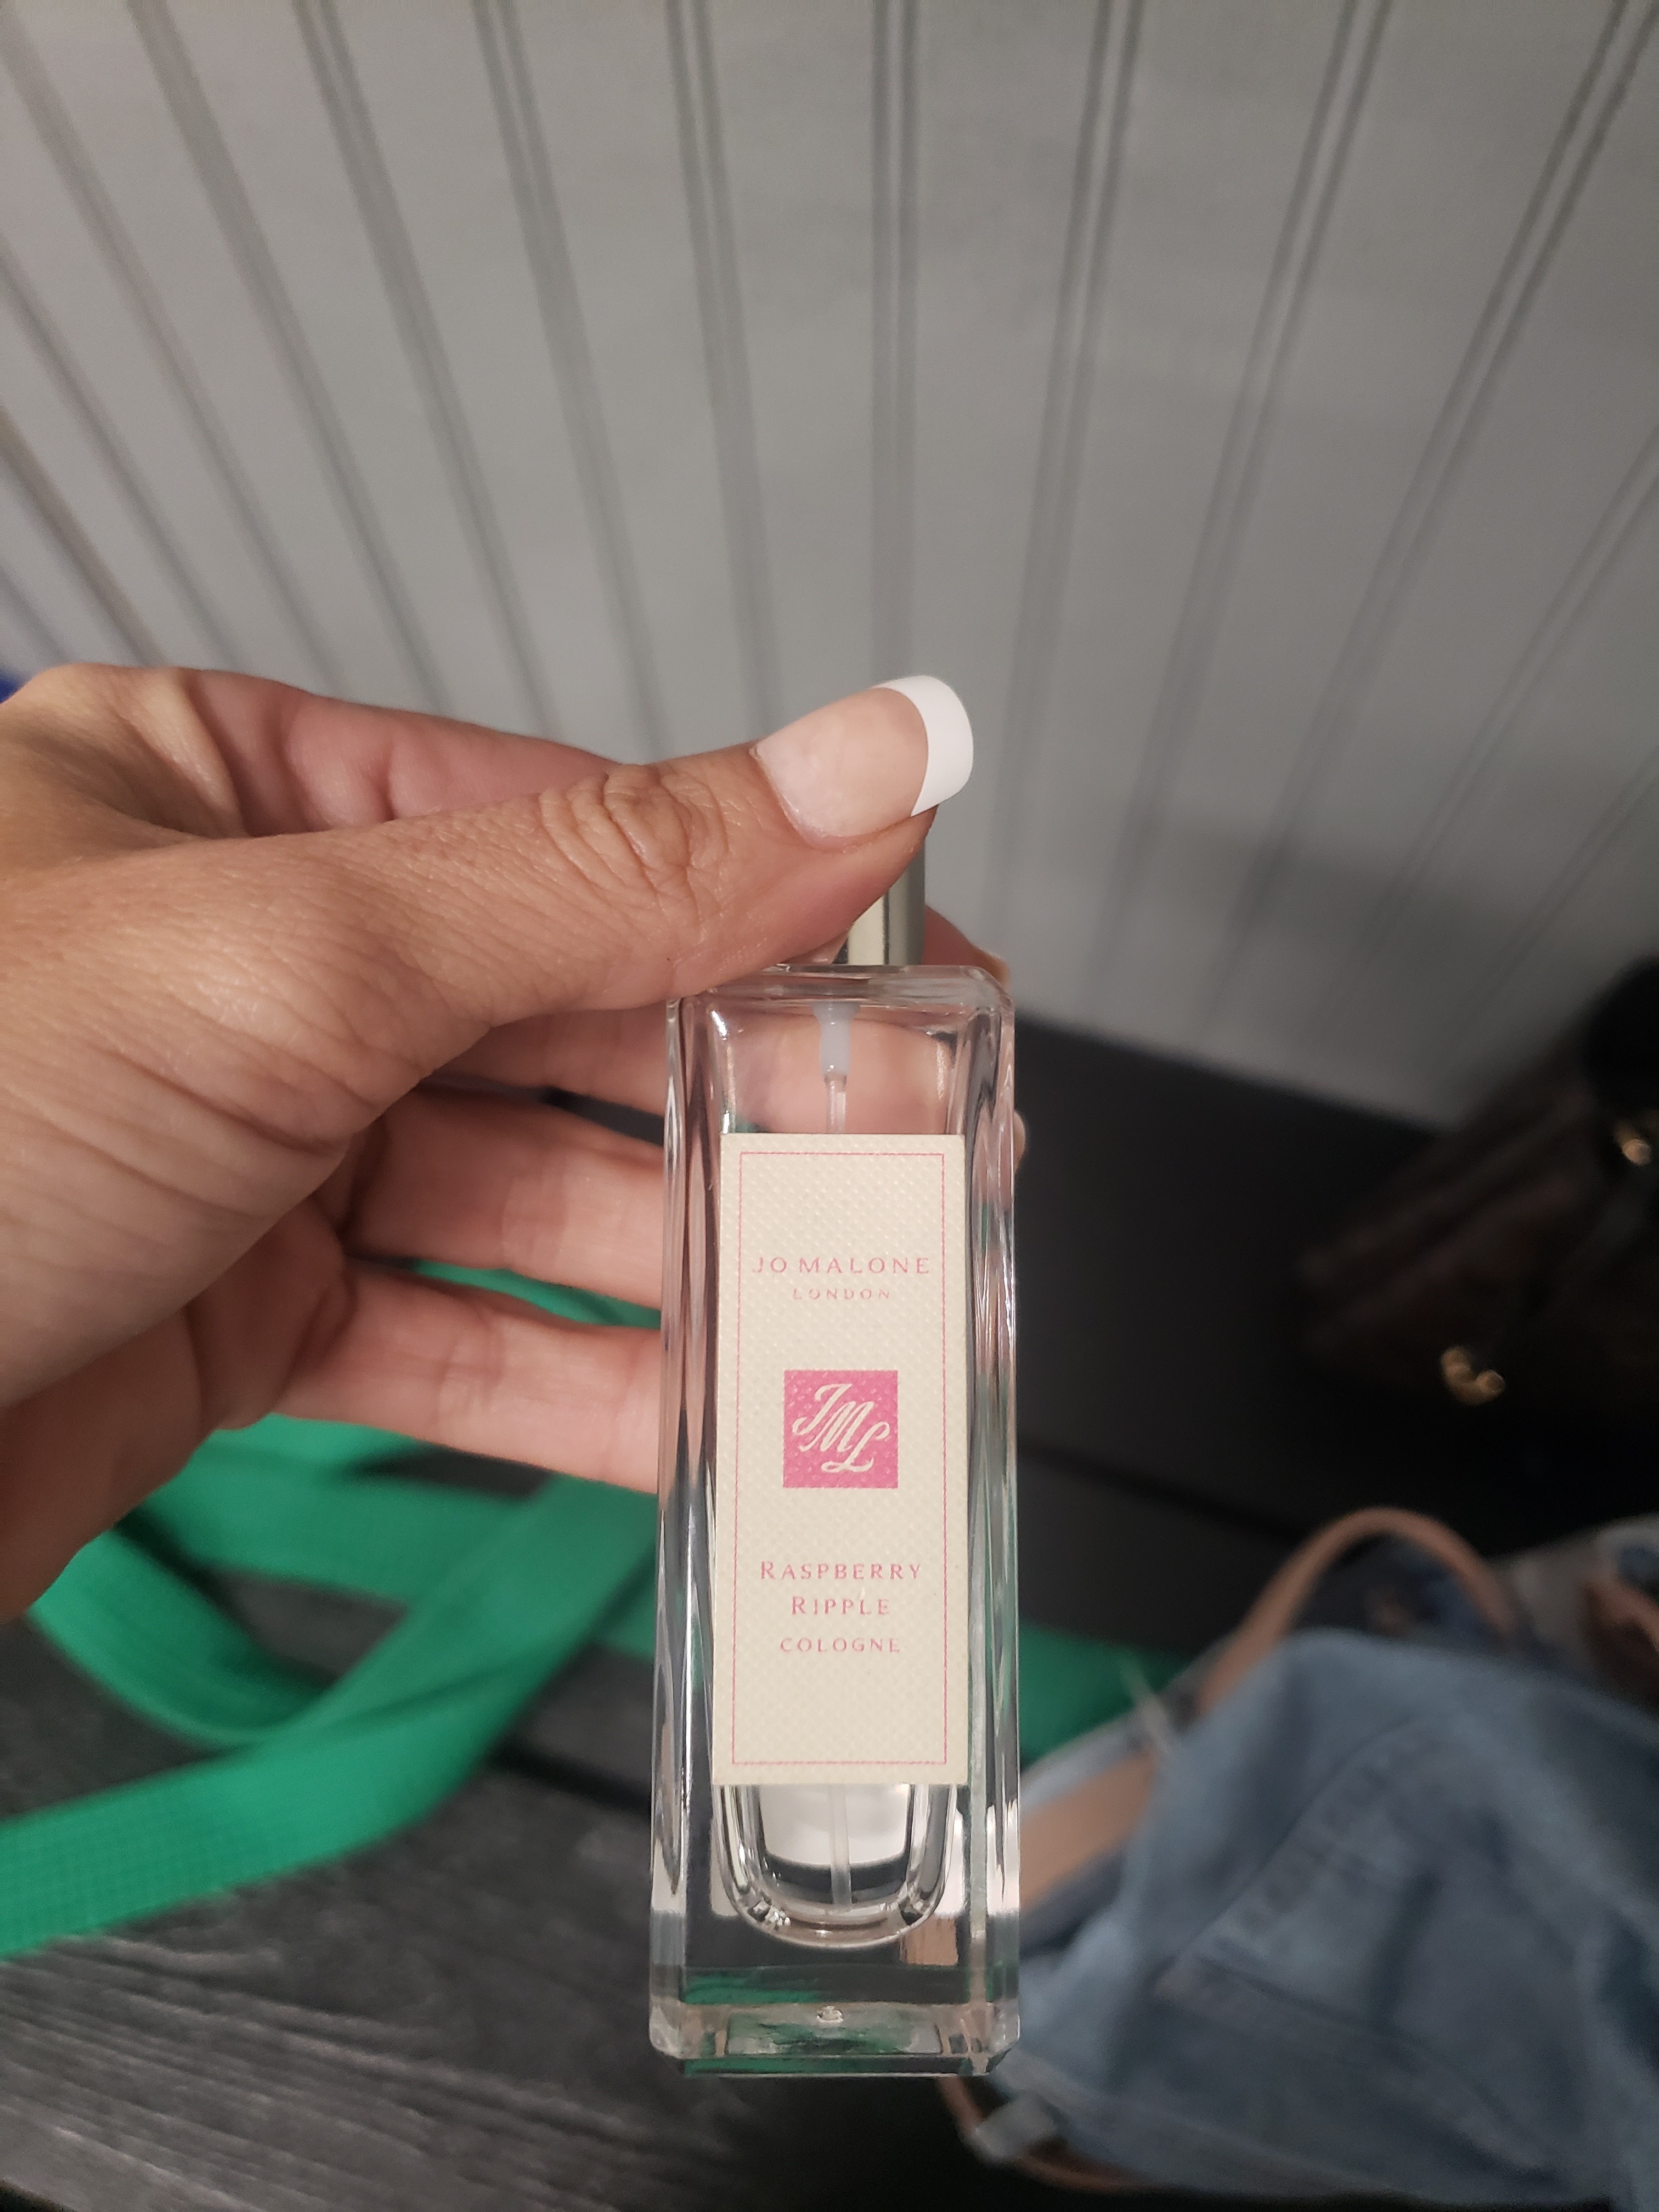 JO MALONE
LONDON
JML
RASPBERRY
RIPPLE
COLOGNE